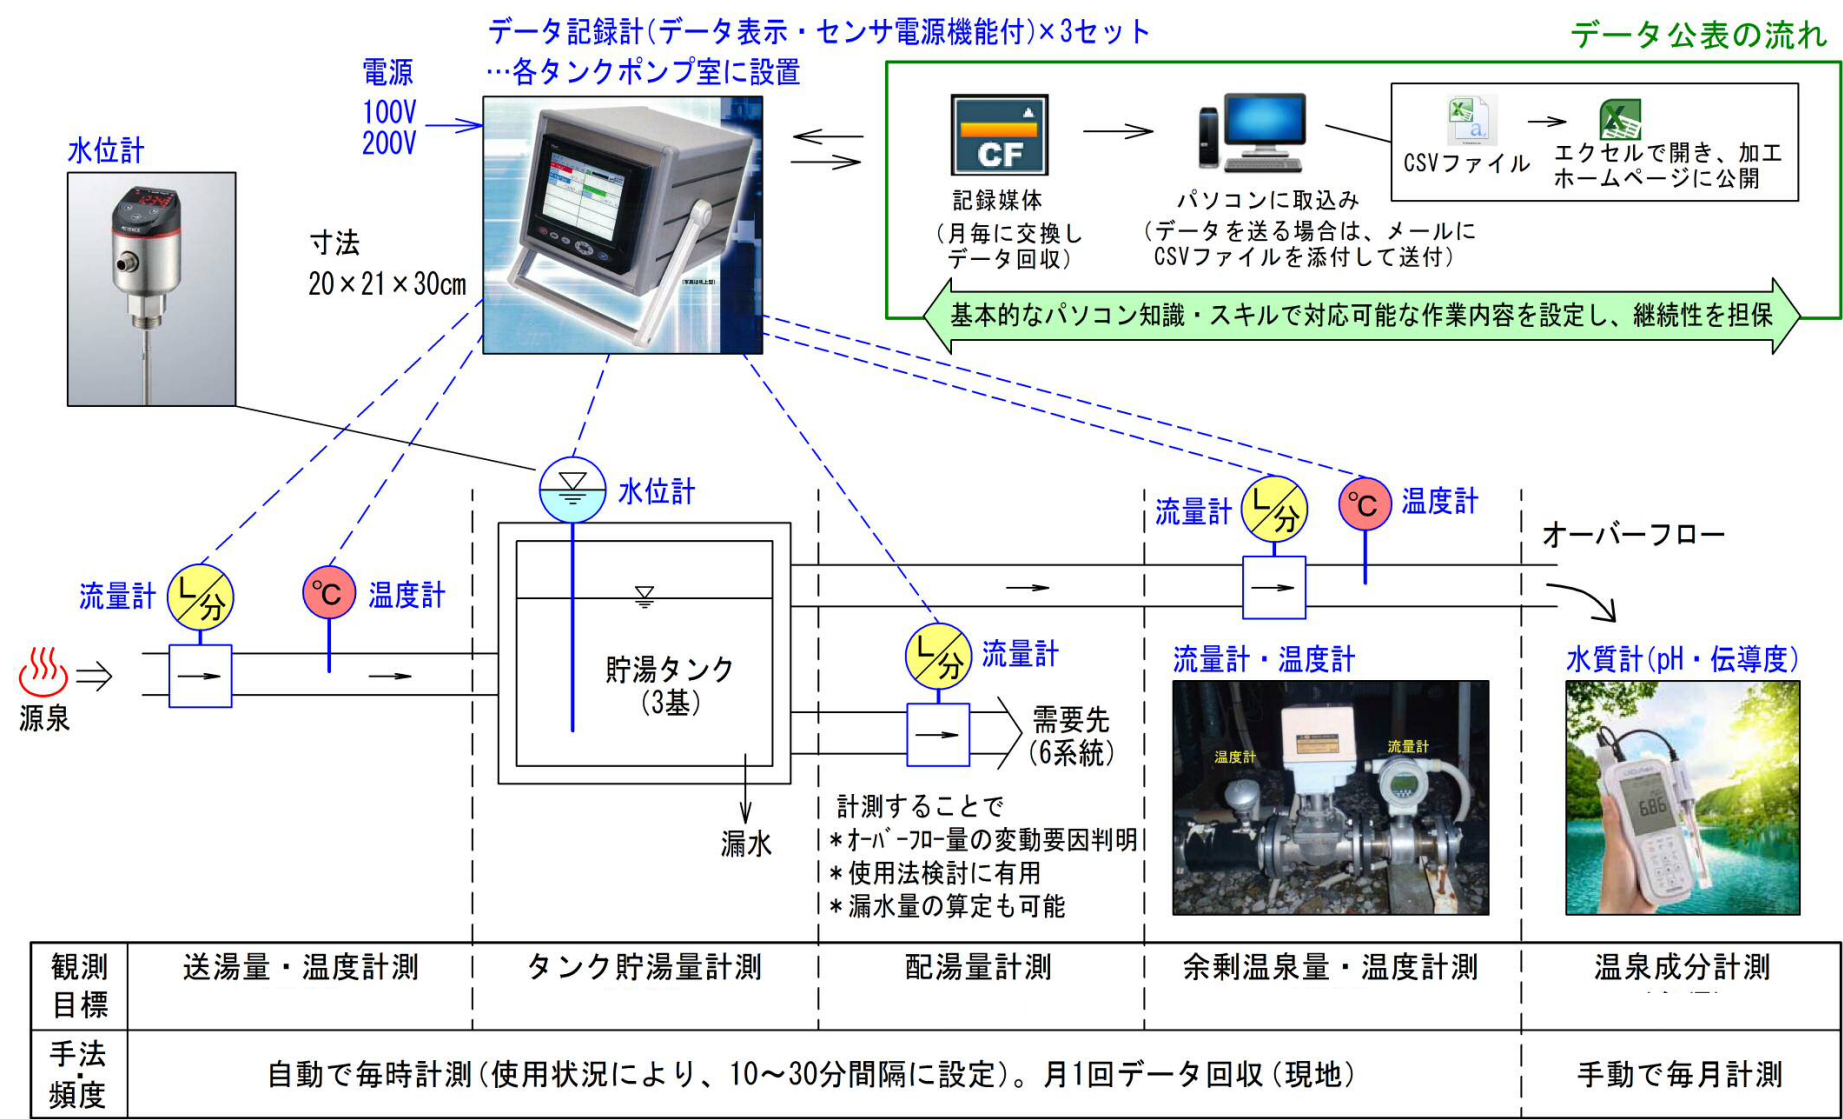 データ記録計(データ表示・センサ電源機能付)×3セット
…各タンクポンプ室に設置
データ公表の流れ
電源
100V
200V
水位計
寸法
20×21×30cm
CF
記録媒体
(月毎に交換し
データ回収)
パソコンに取込み
(データを送る場合は、メールに
CSVファイルを添付して送付)
a,
CSVファイル
エクセルで開き、加工
ホームページに公開
基本的なパソコン知識・スキルで対応可能な作業内容を設定し、継続性を担保
水位計
流量計
L/分
℃
温度計
オーバーフロー
流量計
L/分
℃
温度計
源泉
貯湯タンク
(3基)
漏水
L/分
流量計
需要先
(6系統)
計測することで
*オーバーフロー量の変動要因判明
*使用法検討に有用
*漏水量の算定も可能
流量計・温度計
温度計
流量計
水質計(pH・伝導度)
6.86
観測
目標
送湯量・温度計測
タンク貯湯量計測
配湯量計測
余剰温泉量・温度計測
温泉成分計測
手法
・
頻度
自動で毎時計測(使用状況により、10～30分間隔に設定)。月1回データ回収(現地)
手動で毎月計測